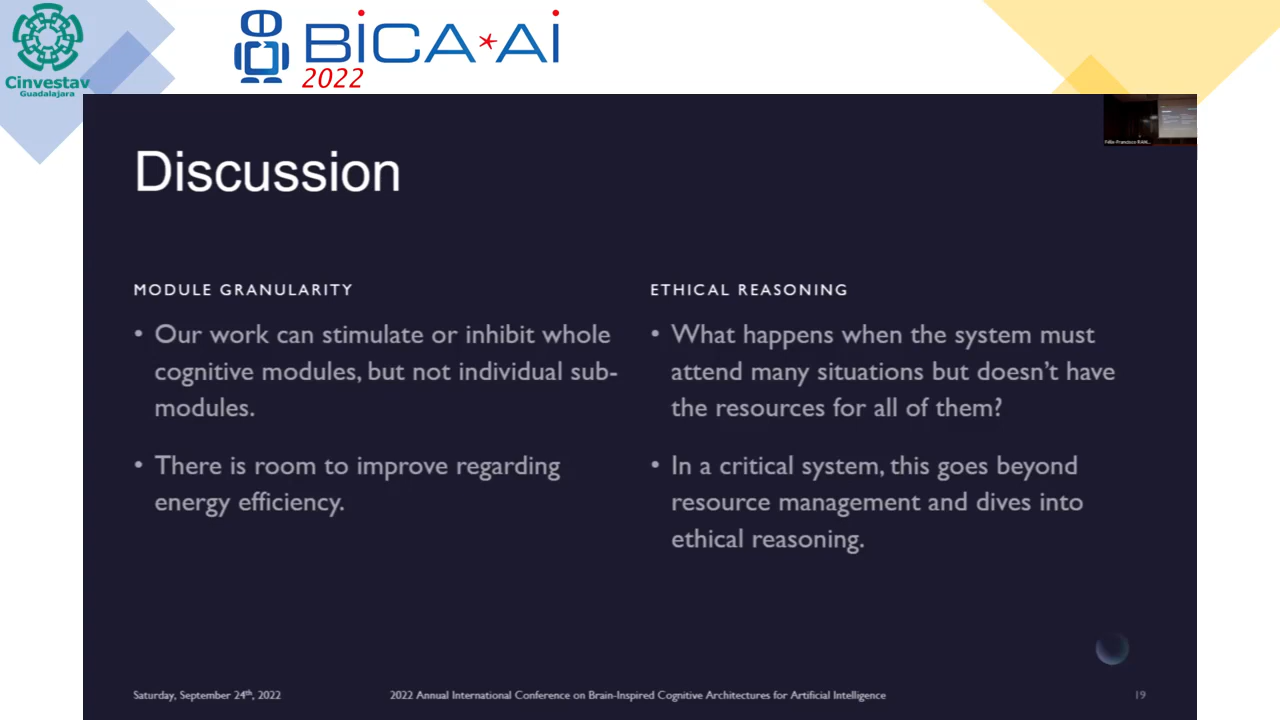 Cinvestav
Guadalajara
BiCA*Ai
2022
Félix-Francisco RAM...
Discussion
MODULE GRANULARITY
• Our work can stimulate or inhibit whole
cognitive modules, but not individual sub-
modules.
• There is room to improve regarding
energy efficiency.
ETHICAL REASONING
• What happens when the system must
attend many situations but doesn't have
the resources for all of them?
• In a critical system, this goes beyond
resource management and dives into
ethical reasoning.
Saturday, September 24th, 2022
2022 Annual International Conference on Brain-Inspired Cognitive Architectures for Artificial Intelligence
19